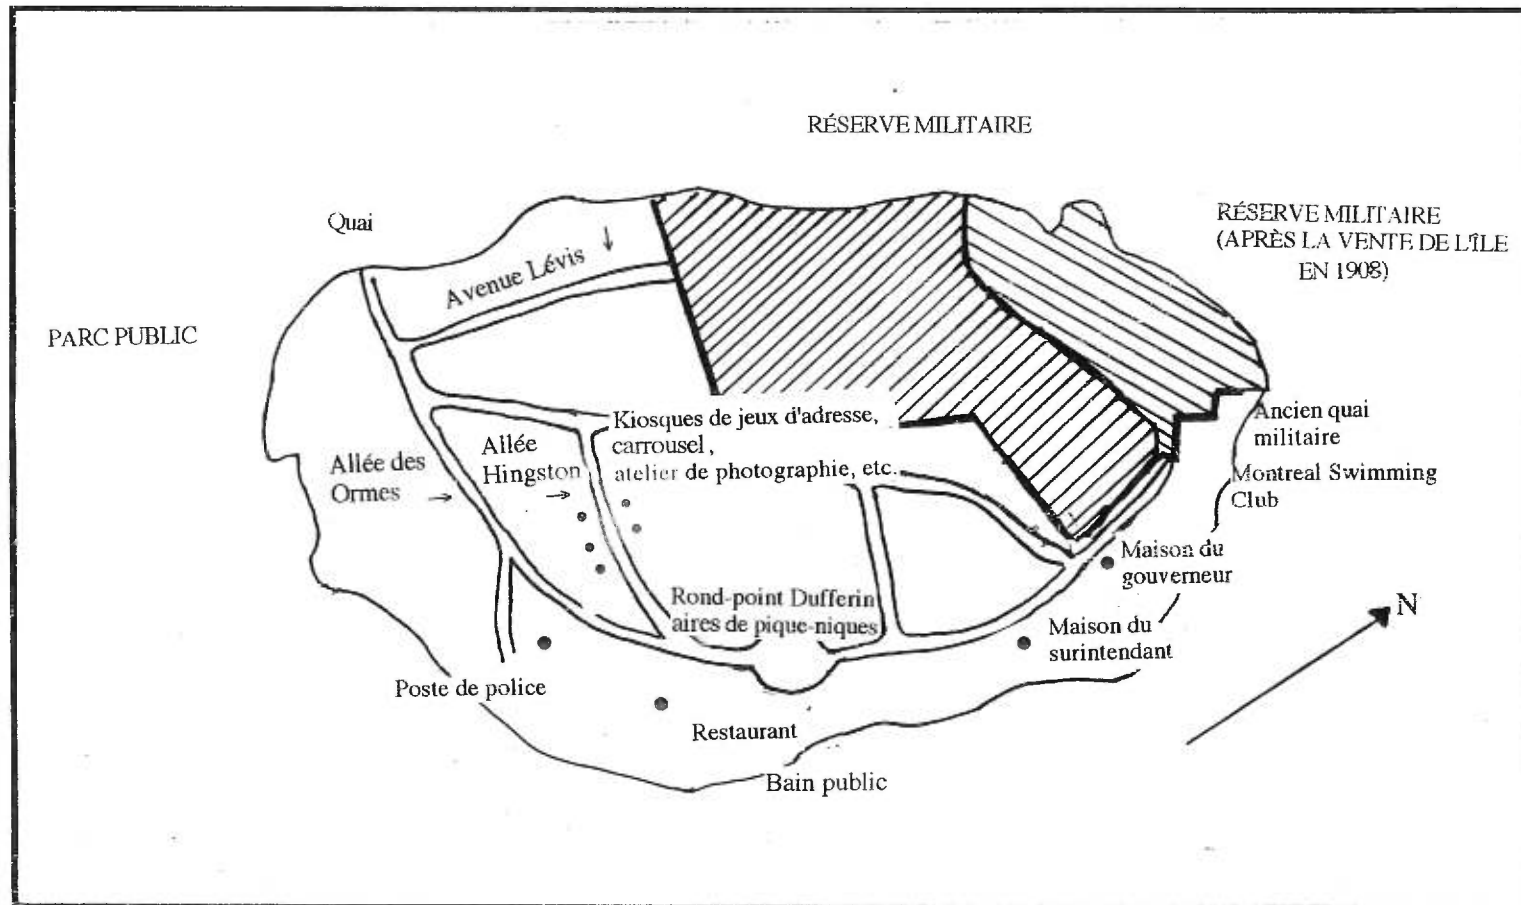 RÉSERVE MILITAIRE
Quai
RÉSERVE MILITAIRE
(APRÈS LA VENTE DE L'ÎLE
EN 1908)
Avenue Lévis
PARC PUBLIC
Kiosques de jeux d'adresse,
carrousel,
atelier de photographie, etc.
Ancien quai
militaire
Allée
Hingston
Allée des
Ormes
Montreal Swimming
Club
Maison du
gouverneur
Rond-point Dufferin
aires de pique-niques
N
Maison du
surintendant
Poste de police
Restaurant
Bain public